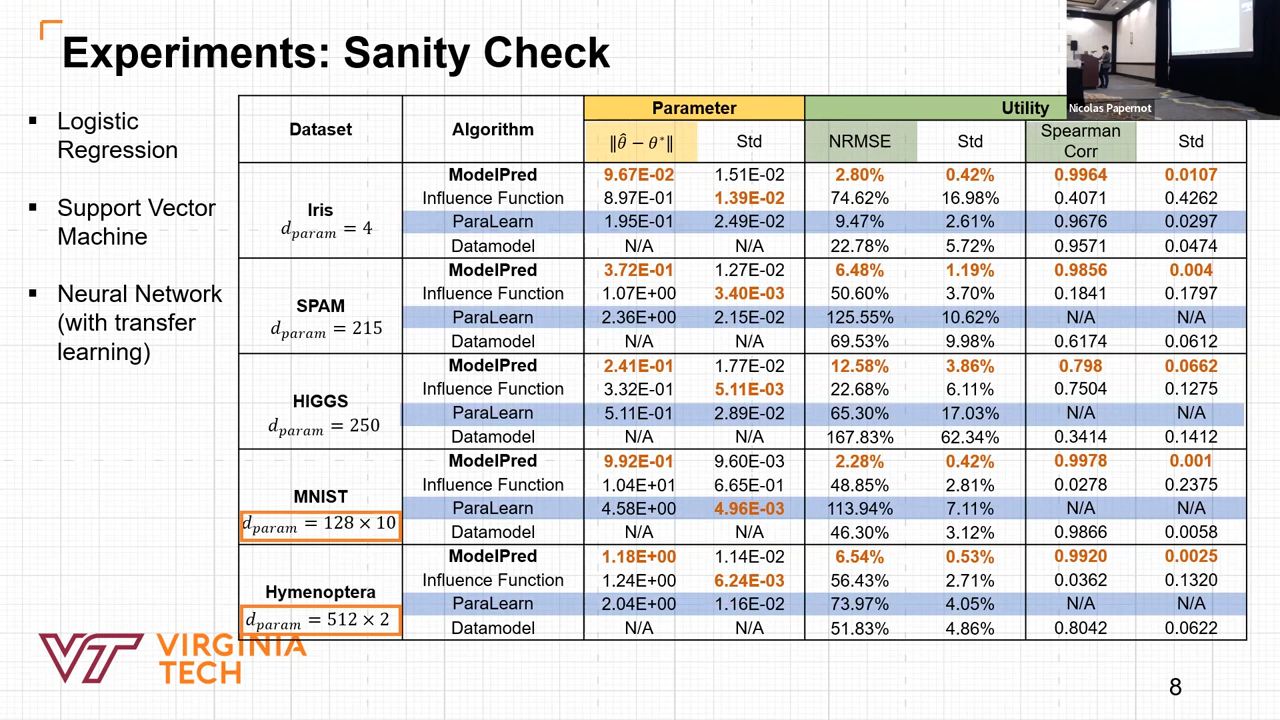 Experiments: Sanity Check
Nicolas Papernot
▪ Logistic
Regression
▪ Support Vector
Machine
▪ Neural Network
(with transfer
learning)
Dataset Algorithm Parameter Utility
‖θ̂ − θ*‖ Std NRMSE Std Spearman Corr Std
Iris
d_param = 4
ModelPred 9.67E-02 1.51E-02 2.80% 0.42% 0.9964 0.0107
Influence Function 8.97E-01 1.39E-02 74.62% 16.98% 0.4071 0.4262
ParaLearn 1.95E-01 2.49E-02 9.47% 2.61% 0.9676 0.0297
Datamodel N/A N/A 22.78% 5.72% 0.9571 0.0474
SPAM
d_param = 215
ModelPred 3.72E-01 1.27E-02 6.48% 1.19% 0.9856 0.004
Influence Function 1.07E+00 3.40E-03 50.60% 3.70% 0.1841 0.1797
ParaLearn 2.36E+00 2.15E-02 125.55% 10.62% N/A N/A
Datamodel N/A N/A 69.53% 9.98% 0.6174 0.0612
HIGGS
d_param = 250
ModelPred 2.41E-01 1.77E-02 12.58% 3.86% 0.798 0.0662
Influence Function 3.32E-01 5.11E-03 22.68% 6.11% 0.7504 0.1275
ParaLearn 5.11E-01 2.89E-02 65.30% 17.03% N/A N/A
Datamodel N/A N/A 167.83% 62.34% 0.3414 0.1412
MNIST
d_param = 128 × 10
ModelPred 9.92E-01 9.60E-03 2.28% 0.42% 0.9978 0.001
Influence Function 1.04E+01 6.65E-01 48.85% 2.81% 0.0278 0.2375
ParaLearn 4.58E+00 4.96E-03 113.94% 7.11% N/A N/A
Datamodel N/A N/A 46.30% 3.12% 0.9866 0.0058
Hymenoptera
d_param = 512 × 2
ModelPred 1.18E+00 1.14E-02 6.54% 0.53% 0.9920 0.0025
Influence Function 1.24E+00 6.24E-03 56.43% 2.71% 0.0362 0.1320
ParaLearn 2.04E+00 1.16E-02 73.97% 4.05% N/A N/A
Datamodel N/A N/A 51.83% 4.86% 0.8042 0.0622
VT VIRGINIA
TECH
8